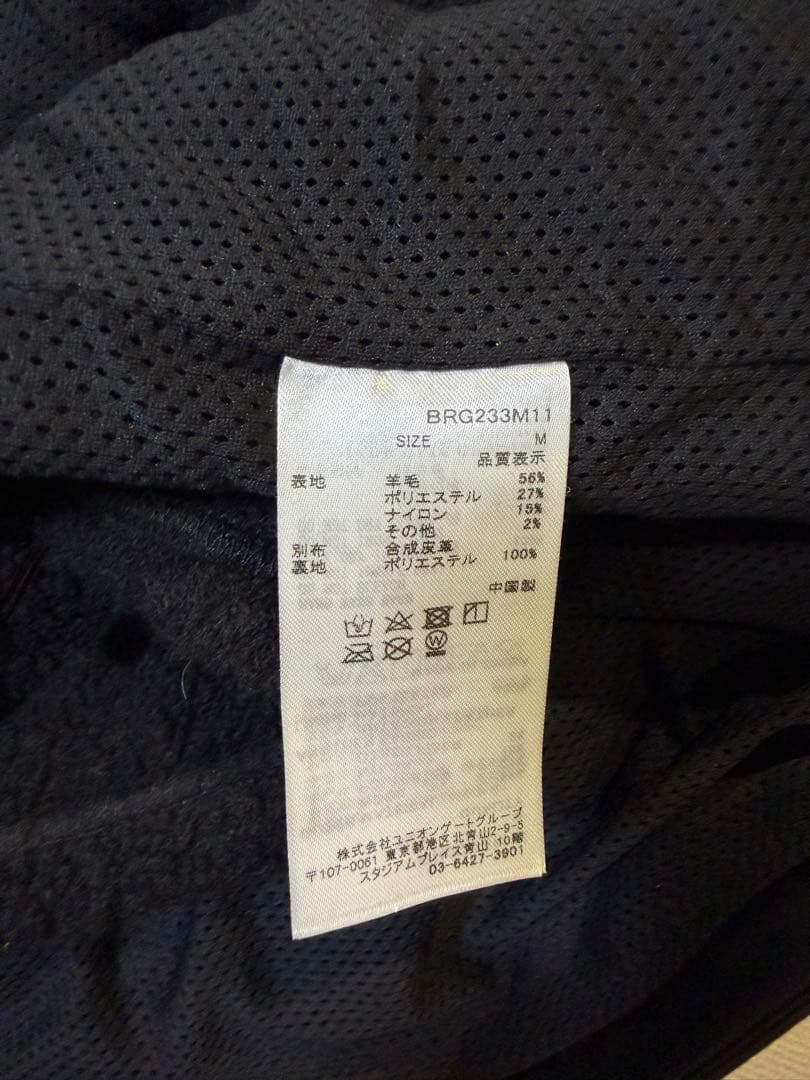 BRG233M11
SIZE M
品質表示
表地 羊毛 56%
ポリエステル 27%
ナイロン 15%
その他 2%
別布 合成皮革
裏地 ポリエステル 100%
中国製
W
株式会社ユニオンゲートグループ
〒107-0061 東京都港区北青山2-9-5
スタジアムプレイス青山 10階
03-6427-3901